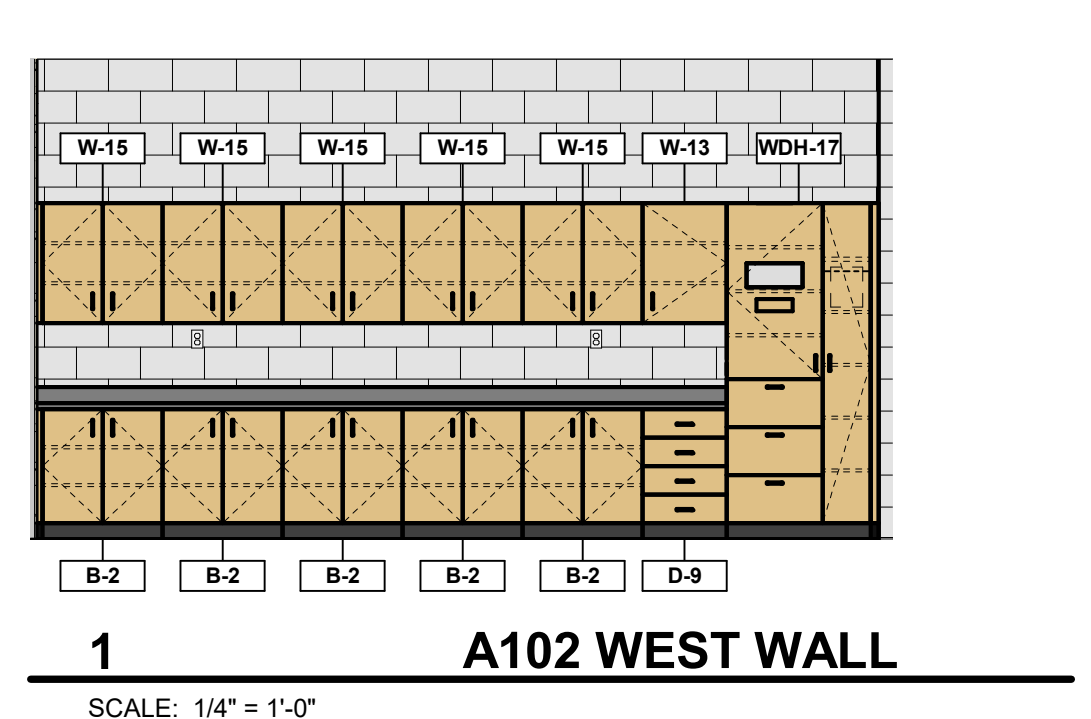 W-15 W-15 W-15 W-15 W-15 W-13 WDH-17
B-2 B-2 B-2 B-2 B-2 D-9
1 A102 WEST WALL
SCALE: 1/4" = 1'-0"